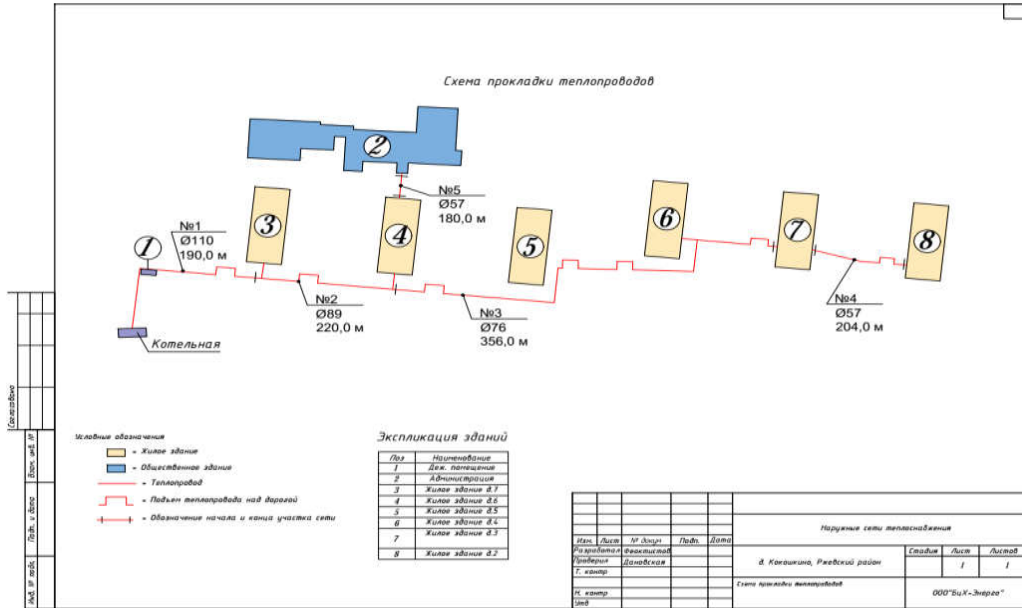 Схема прокладки теплопроводов
2
№5
Ø57
180,0 м
3
4
5
6
7
8
1
№1
Ø110
190,0 м
№2
Ø89
220,0 м
№3
Ø76
356,0 м
№4
Ø57
204,0 м
Котельная
Согласовано
Взам. инв. №
Подп. и дата
Инв. № подл.
Условные обозначения
- Жилое здание
- Общественное здание
- Теплопровод
- Подъем теплопровода над дорогой
- Обозначение начала и конца участка сети
Экспликация зданий
Поз Наименование
1 Деж. помещение
2 Администрация
3 Жилое здание д.7
4 Жилое здание д.6
5 Жилое здание д.5
6 Жилое здание д.4
7 Жилое здание д.3
8 Жилое здание д.2
Наружные сети теплоснабжения
Изм. Лист № докум Подп. Дата
Разработал Феоктистов
Проверил Дановская
Т. контр
Н. контр
Утв
д. Кокошкино, Ржевский район
Стадия Лист Листов
1 1
Схема прокладки теплопроводов
ООО"БиХ-Энерго"